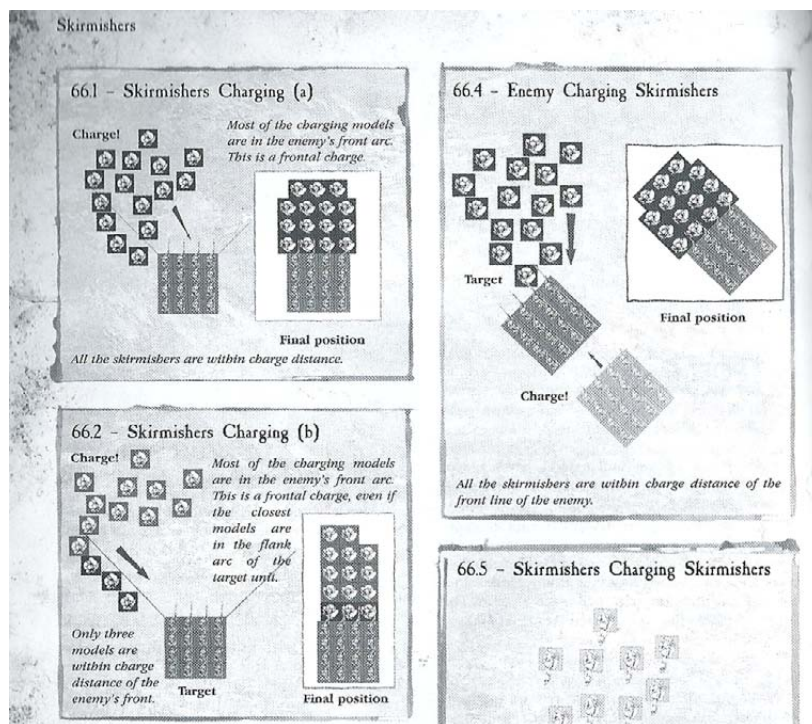 Skirmishers
66.1 – Skirmishers Charging (a)
Charge!
Most of the charging models
are in the enemy's front arc.
This is a frontal charge.
Final position
All the skirmishers are within charge distance.
66.2 – Skirmishers Charging (b)
Charge!
Most of the charging models
are in the enemy's front arc.
This is a frontal charge, even if
the closest
models are
in the flank
arc of the
target unit.
Only three
models are
within charge
distance of the
enemy's front.
Target
Final position
66.4 – Enemy Charging Skirmishers
Target
Final position
Charge!
All the skirmishers are within charge distance of the
front line of the enemy.
66.5 – Skirmishers Charging Skirmishers